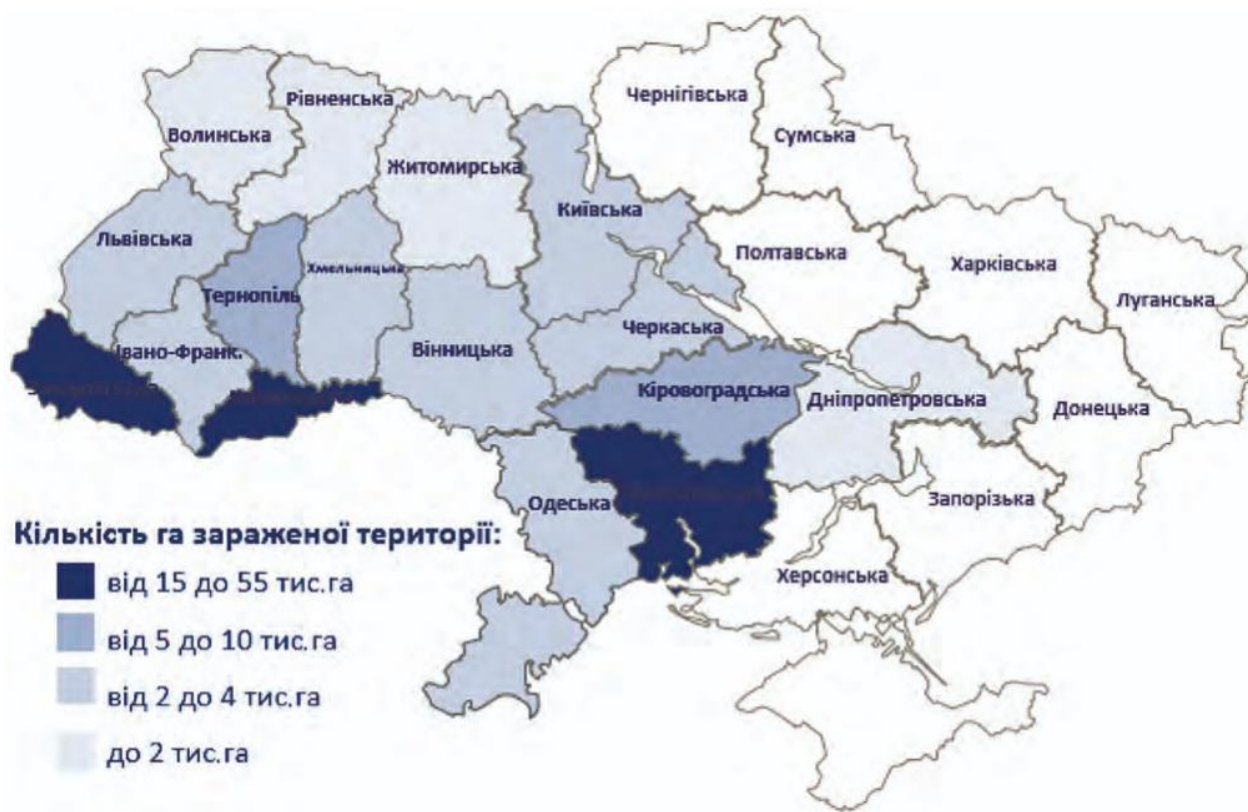 Чернігівська
Рівненська
Сумська
Волинська
Житомирська
Київська
Львівська
Полтавська
Харківська
Хмельницька
Тернопіль
Луганська
Черкаська
Івано-Франк.
Вінницька
Кіровоградська
Дніпропетровська
Донецька
Одеська
Запорізька
Херсонська
Кількість га зараженої території:
від 15 до 55 тис.га
від 5 до 10 тис.га
від 2 до 4 тис.га
до 2 тис.га